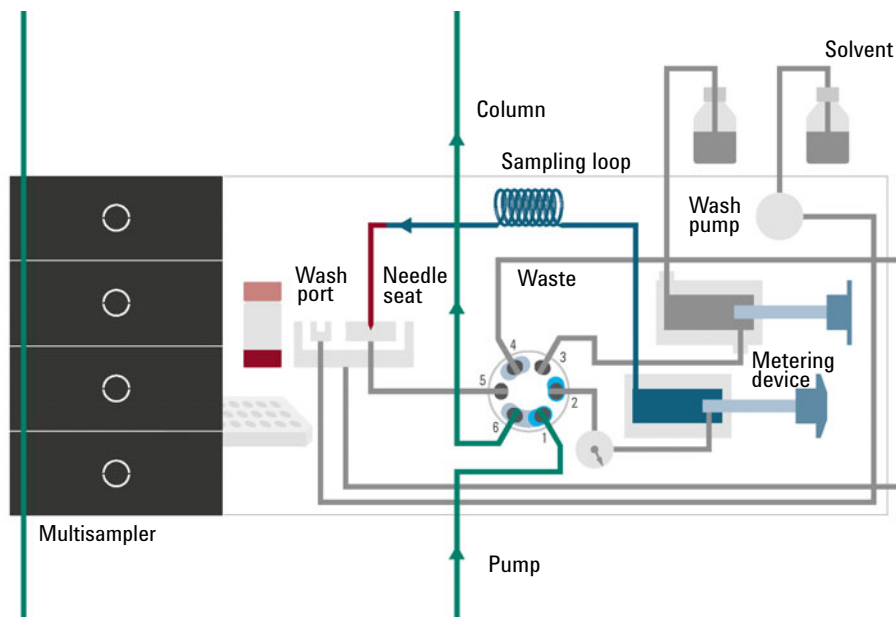 Solvent
Column
Sampling loop
Wash
pump
Wash
port
Needle
seat
Waste
4
3
Metering
device
5
2
6
1
Multisampler
Pump